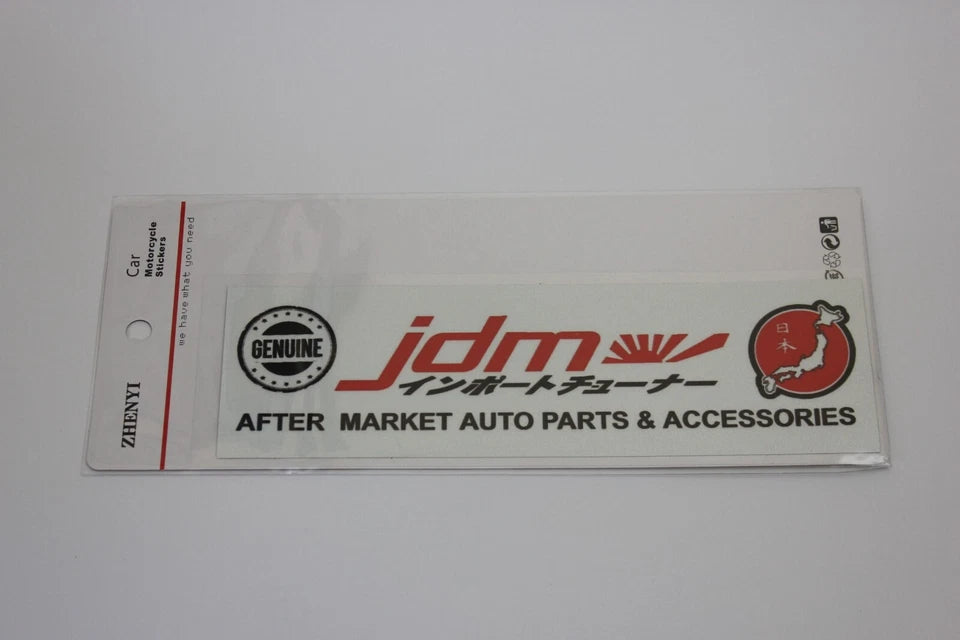 Car
Motorcycle
Stickers
we have what you need
ZHENYI
GENUINE
jdm
インポートチューナー
日本
AFTER MARKET AUTO PARTS & ACCESSORIES